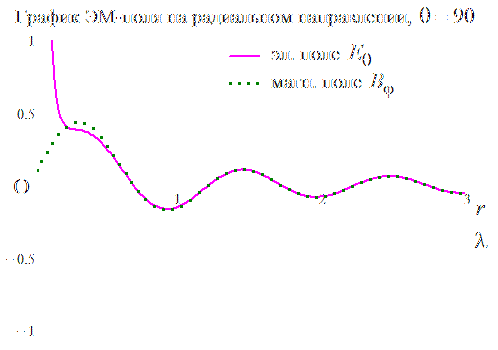 График ЭМ-поля на радиальном направлении, θ = 90
1
эл. поле E_θ
магн. поле B_φ
0.5
O
1
2
3
r
λ
−0.5
−1